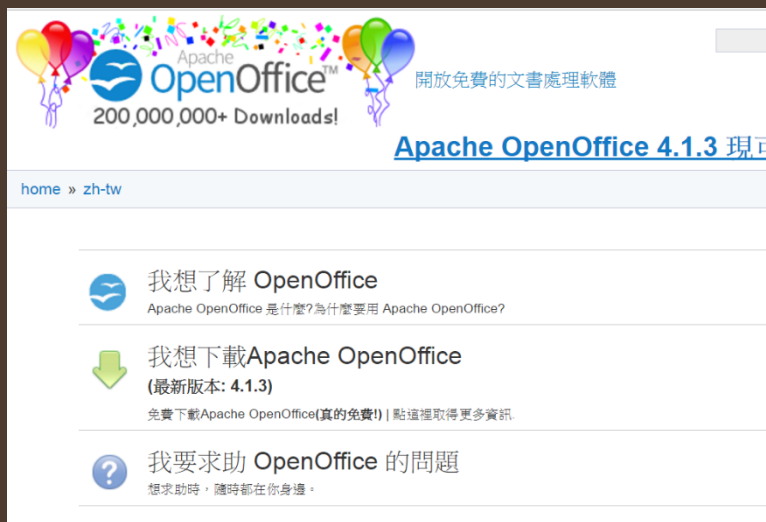 Apache
OpenOffice™
200,000,000+ Downloads!
開放免費的文書處理軟體
Apache OpenOffice 4.1.3 現
home » zh-tw
我想了解 OpenOffice
Apache OpenOffice 是什麼?為什麼要用 Apache OpenOffice?
我想下載Apache OpenOffice
(最新版本: 4.1.3)
免費下載Apache OpenOffice(真的免費!) | 點這裡取得更多資訊.
我要求助 OpenOffice 的問題
想求助時，隨時都在你身邊。